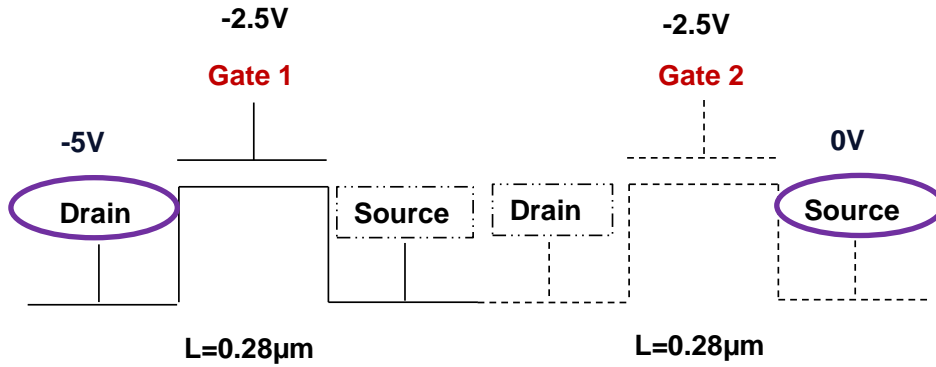 -2.5V
-2.5V
Gate 1
Gate 2
-5V
0V
Drain
Source
Drain
Source
L=0.28µm
L=0.28µm